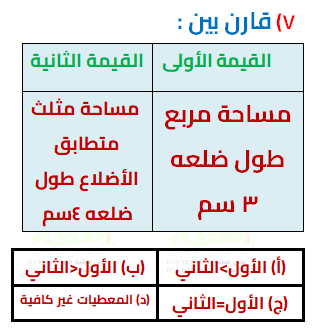 ٧) قارن بين :
القيمة الأولى
القيمة الثانية
مساحة مربع
طول ضلعه
٣ سم
مساحة مثلث
متطابق
الأضلاع طول
ضلعه ٤سم
(أ) الأول>الثاني
(ب) الأول<الثاني
(ج) الأول=الثاني
(د) المعطيات غير كافية